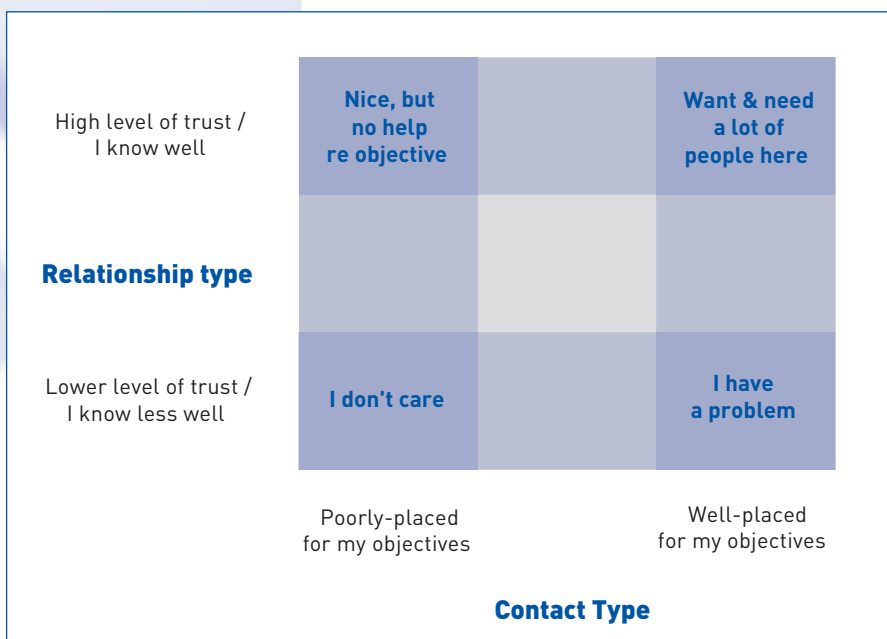 High level of trust /
I know well
Nice, but
no help
re objective
Want & need
a lot of
people here
Relationship type
Lower level of trust /
I know less well
I don't care
I have
a problem
Poorly-placed
for my objectives
Well-placed
for my objectives
Contact Type